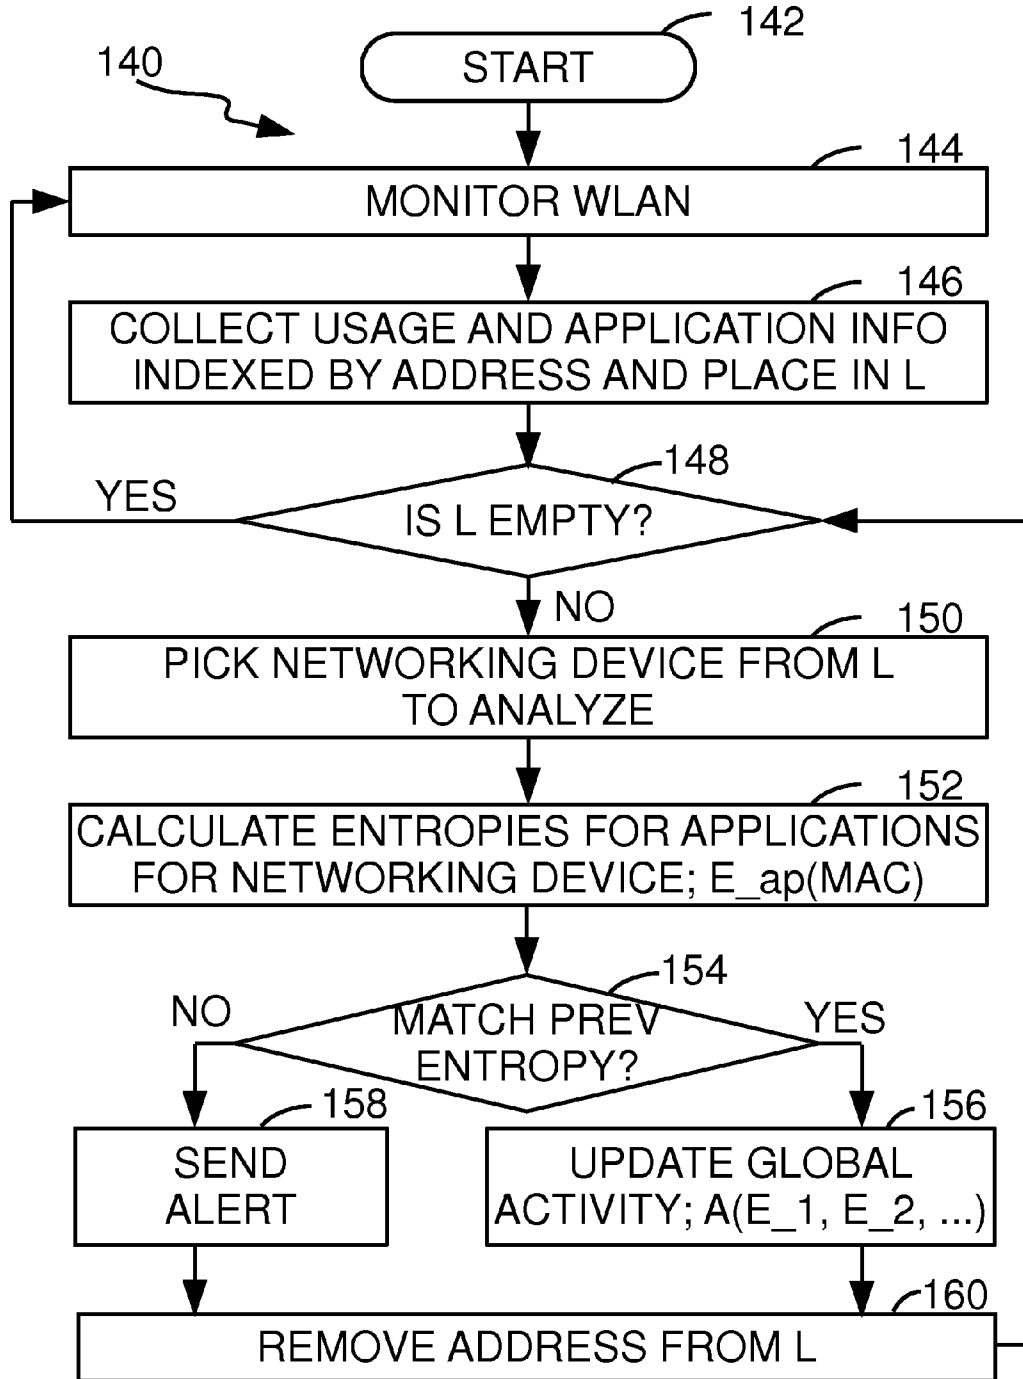 142
START
140
144
MONITOR WLAN
146
COLLECT USAGE AND APPLICATION INFO
INDEXED BY ADDRESS AND PLACE IN L
148
YES
IS L EMPTY?
NO
150
PICK NETWORKING DEVICE FROM L
TO ANALYZE
152
CALCULATE ENTROPIES FOR APPLICATIONS
FOR NETWORKING DEVICE; E_ap(MAC)
154
NO
MATCH PREV
ENTROPY?
YES
158
156
SEND
ALERT
UPDATE GLOBAL
ACTIVITY; A(E_1, E_2, ...)
160
REMOVE ADDRESS FROM L